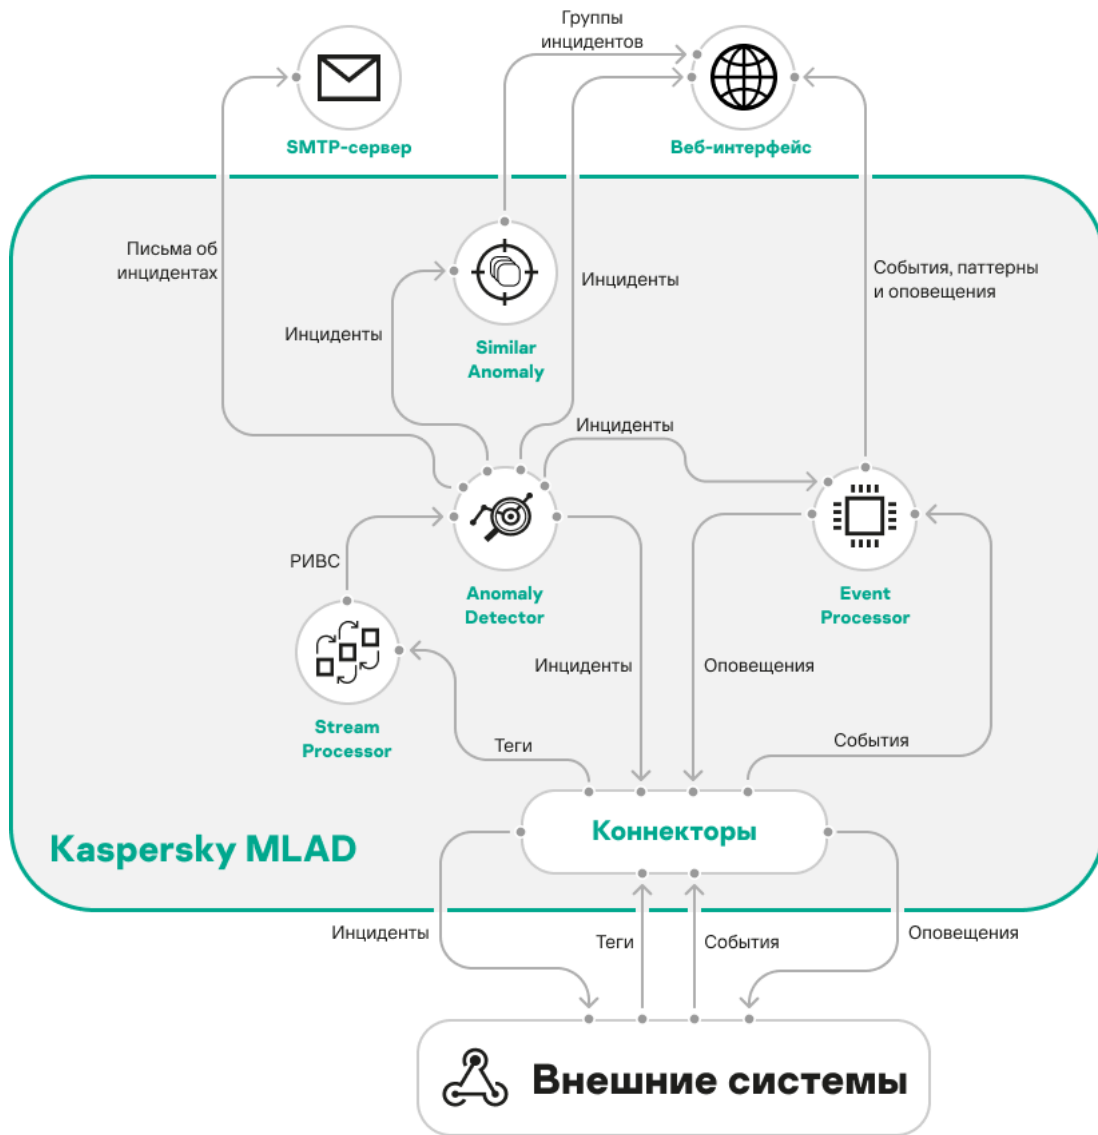 Группы
инцидентов
SMTP-сервер
Веб-интерфейс
Письма об
инцидентах
Инциденты
События, паттерны
и оповещения
Инциденты
Similar
Anomaly
Инциденты
РИВС
Anomaly
Detector
Event
Processor
Инциденты
Оповещения
Stream
Processor
Теги
События
Коннекторы
Kaspersky MLAD
Инциденты
Теги
События
Оповещения
Внешние системы